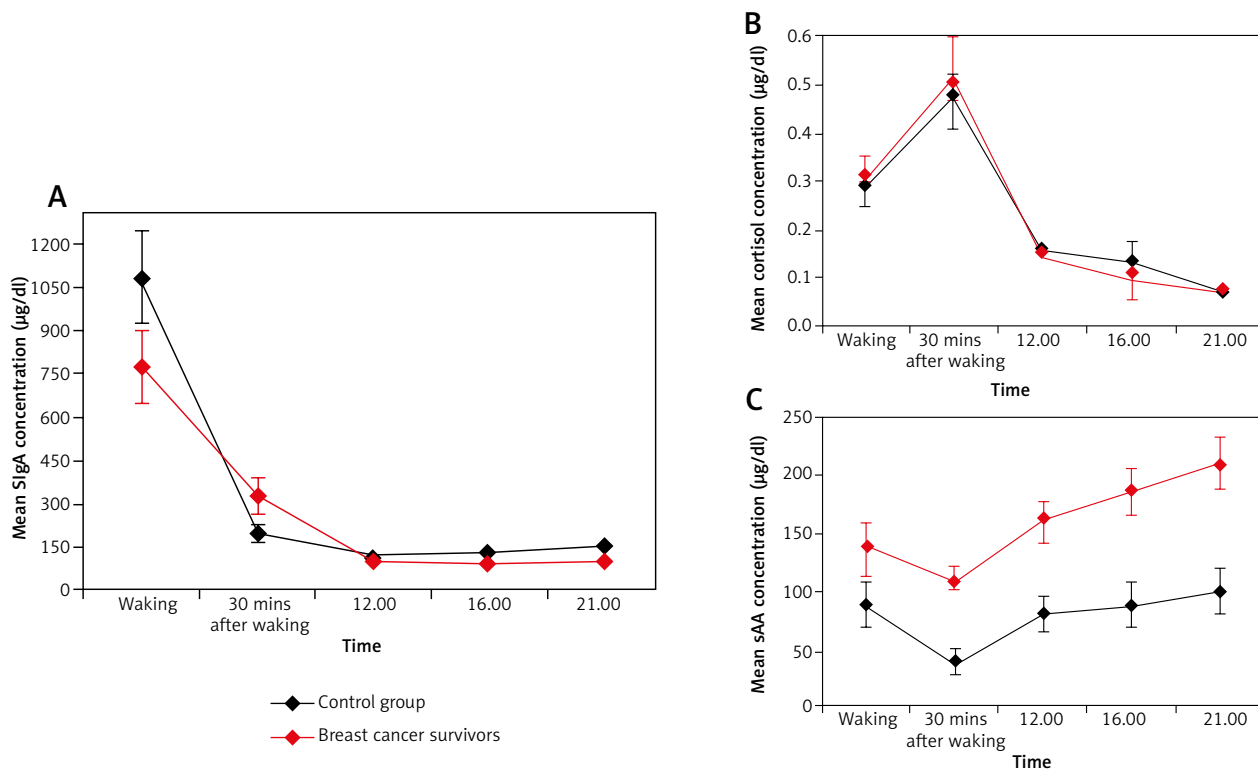 A
Mean SIgA concentration (µg/dl)
1200
1050
900
750
600
450
300
150
0
Waking
30 mins
after waking
12.00
16.00
21.00
Time
Control group
Breast cancer survivors
B
Mean cortisol concentration (µg/dl)
0.6
0.5
0.4
0.3
0.2
0.1
0.0
Waking
30 mins
after waking
12.00
16.00
21.00
Time
C
Mean sAA concentration (µg/dl)
250
200
150
100
50
0
Waking
30 mins
after waking
12.00
16.00
21.00
Time